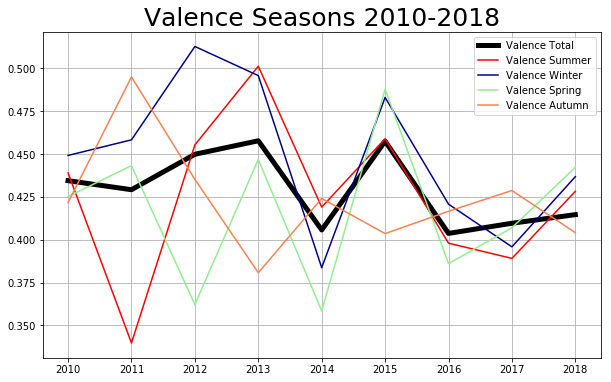 Valence Seasons 2010-2018
Valence Total
Valence Summer
Valence Winter
Valence Spring
Valence Autumn
0.500
0.475
0.450
0.425
0.400
0.375
0.350
2010 2011 2012 2013 2014 2015 2016 2017 2018